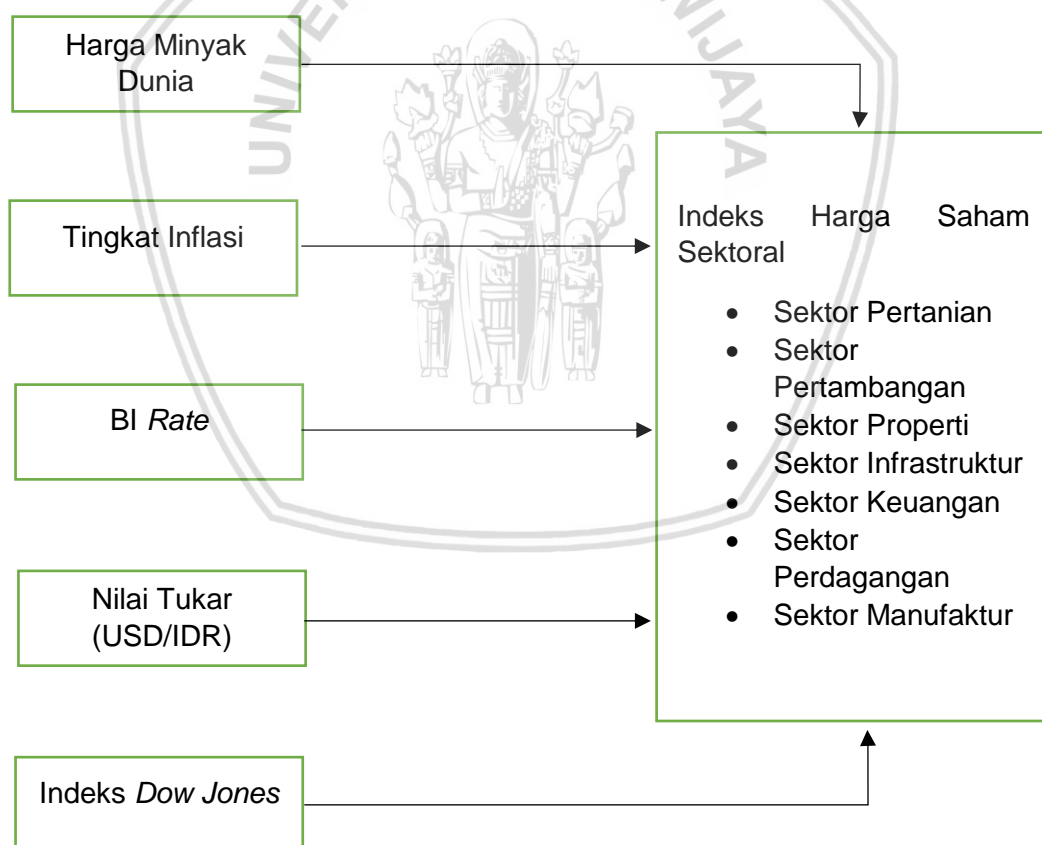 Harga Minyak
Dunia
Tingkat Inflasi
BI Rate
Nilai Tukar
(USD/IDR)
Indeks Dow Jones
Indeks Harga Saham
Sektoral
• Sektor Pertanian
• Sektor
Pertambangan
• Sektor Properti
• Sektor Infrastruktur
• Sektor Keuangan
• Sektor
Perdagangan
• Sektor Manufaktur